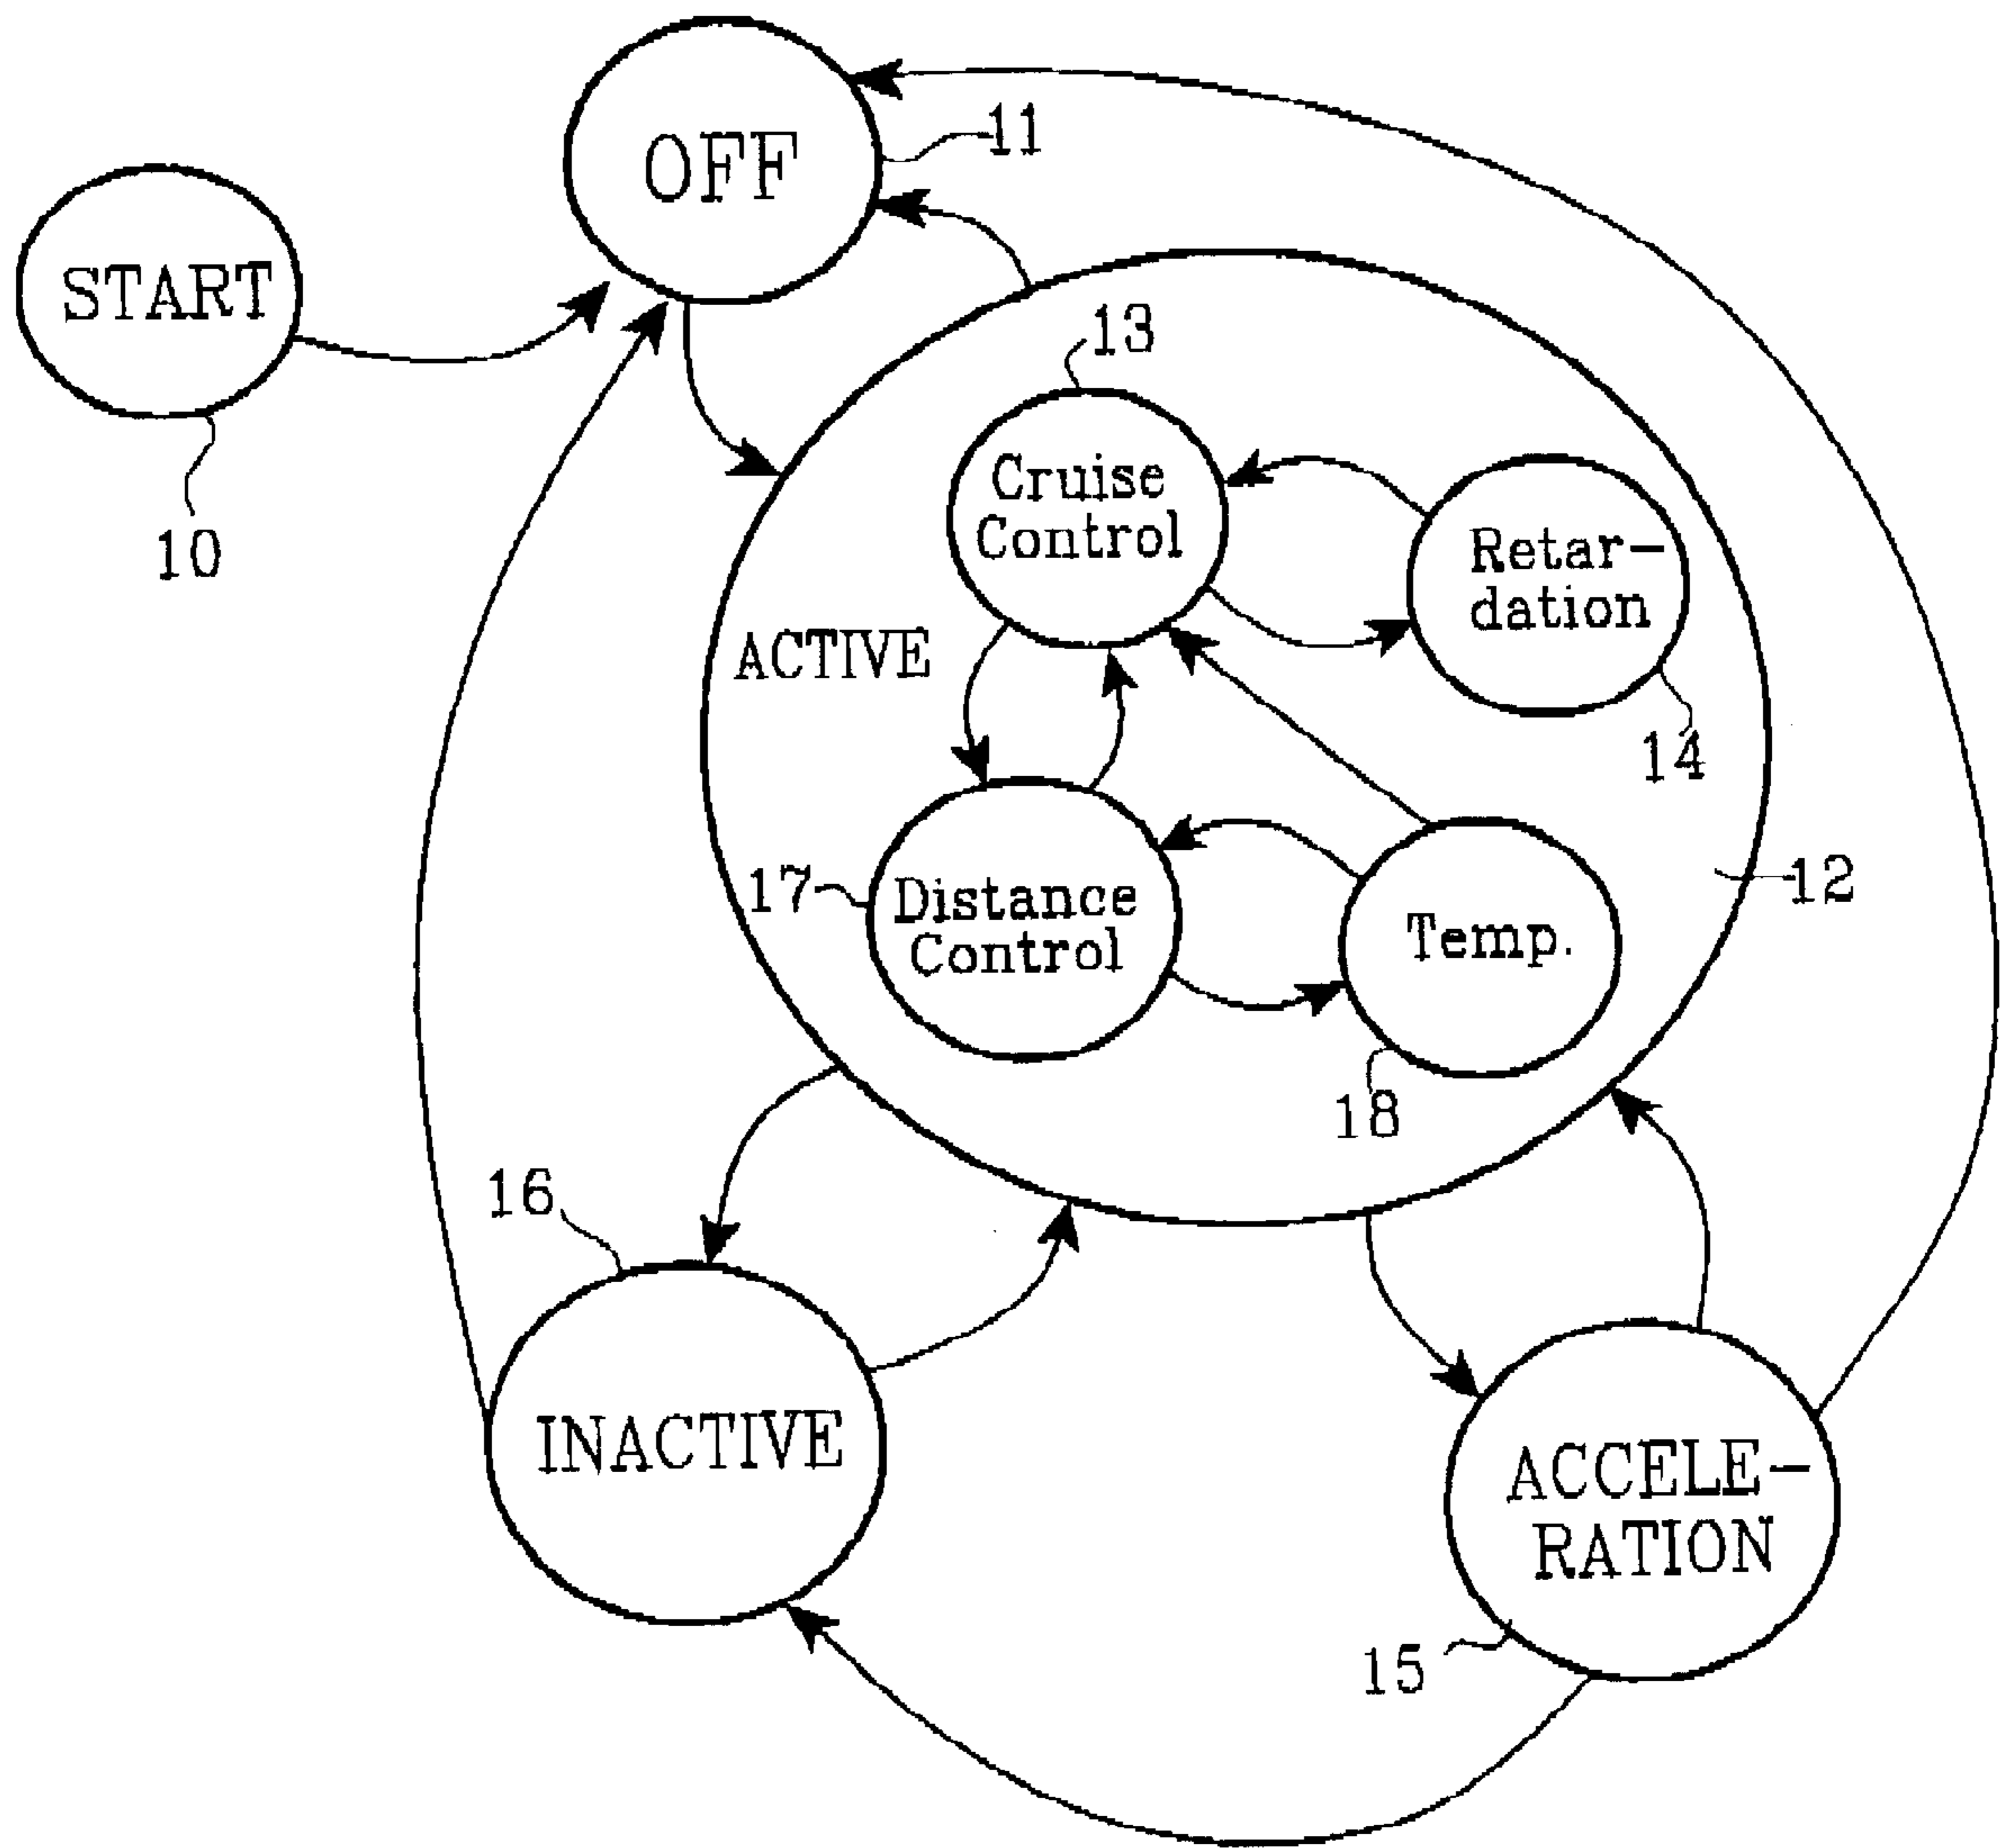 OFF
11
START
10
13
Cruise
Control
Retar-
dation
14
ACTIVE
17
Distance
Control
Temp.
12
18
16
INACTIVE
ACCELE-
RATION
15